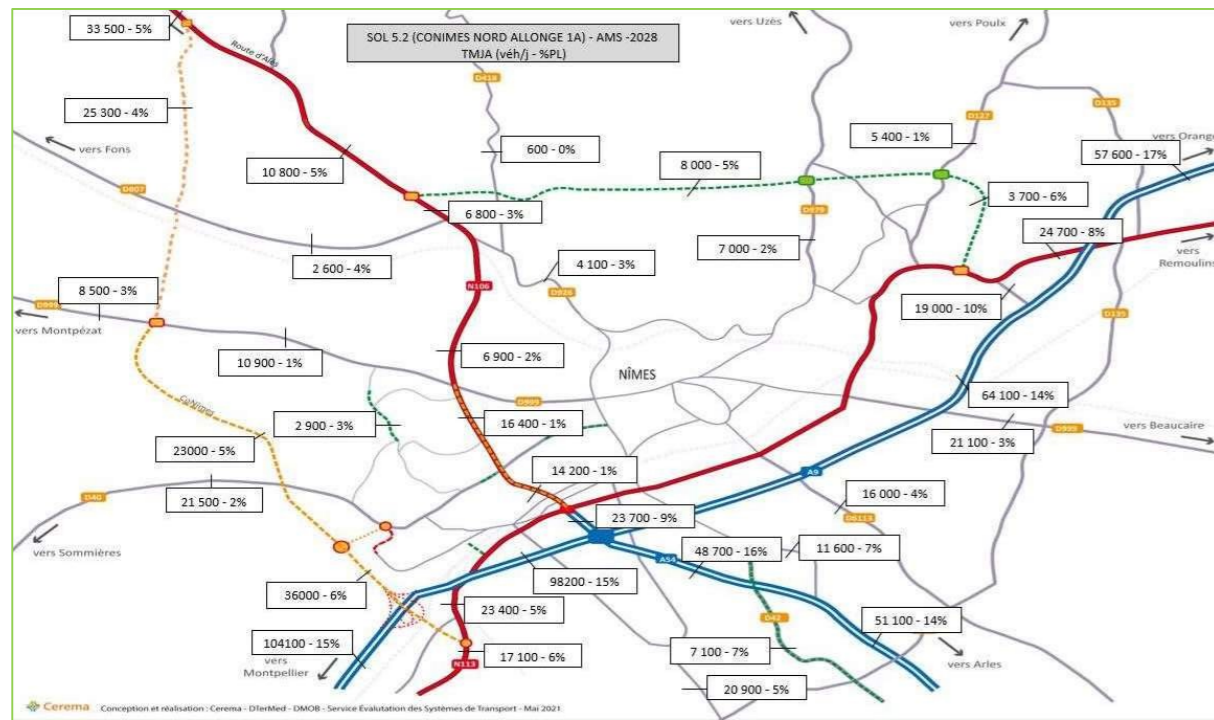 SOL 5.2 (CONIMES NORD ALLONGE 1A) - AMS -2028
TMJA (véh/j - %PL)
33 500 - 5%
Route d'Alès
vers Uzès
vers Poulx
D418
D135
25 300 - 4%
D127
5 400 - 1%
vers Orange
vers Fons
600 - 0%
57 600 - 17%
10 800 - 5%
8 000 - 5%
D907
3 700 - 6%
6 800 - 3%
D979
24 700 - 8%
2 600 - 4%
7 000 - 2%
vers
Remoulins
4 100 - 3%
8 500 - 3%
N106
D926
19 000 - 10%
D999
D135
vers Montpézat
10 900 - 1%
6 900 - 2%
NÎMES
64 100 - 14%
D999
CoNîmes
2 900 - 3%
16 400 - 1%
vers Beaucaire
21 100 - 3%
D999
23000 - 5%
14 200 - 1%
A9
21 500 - 2%
D40
16 000 - 4%
23 700 - 9%
D6113
vers Sommières
48 700 - 16%
11 600 - 7%
A54
98200 - 15%
36000 - 6%
23 400 - 5%
D42
51 100 - 14%
104100 - 15%
17 100 - 6%
7 100 - 7%
vers
Montpellier
N113
vers Arles
20 900 - 5%
Cerema Conception et réalisation : Cerema - DTerMed - DMOB - Service Évalutation des Systèmes de Transport - Mai 2021